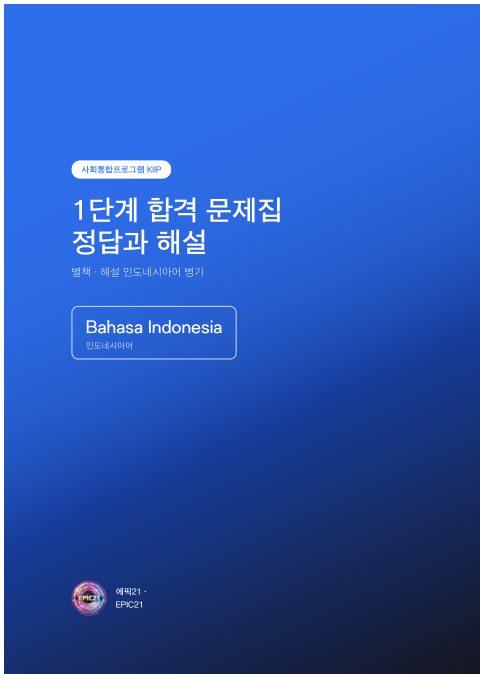 사회통합프로그램 KIIP
1단계 합격 문제집
정답과 해설
별책 · 해설 인도네시아어 병기
Bahasa Indonesia
인도네시아어
EPIC21
에픽21 ·
EPIC21